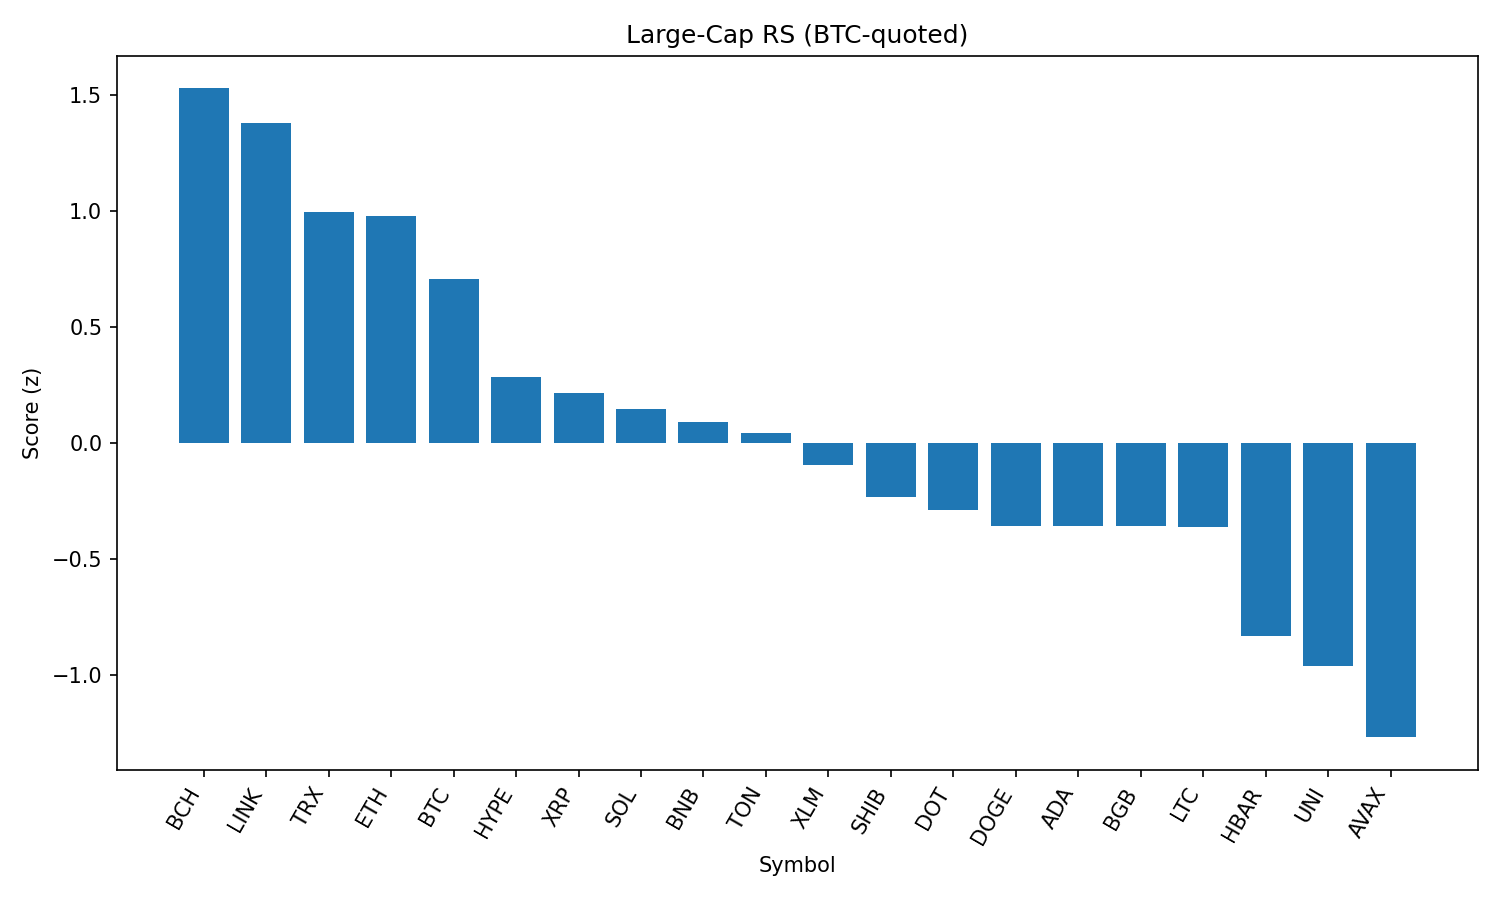 Large-Cap RS (BTC-quoted)
1.5
1.0
0.5
0.0
−0.5
−1.0
Score (z)
BCH
LINK
TRX
ETH
BTC
HYPE
XRP
SOL
BNB
TON
XLM
SHIB
DOT
DOGE
ADA
BGB
LTC
HBAR
UNI
AVAX
Symbol